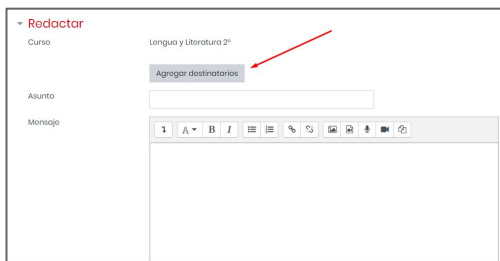 Redactar
Curso
Lengua y Literatura 2º
Agregar destinatarios
Asunto
Mensaje
A B I